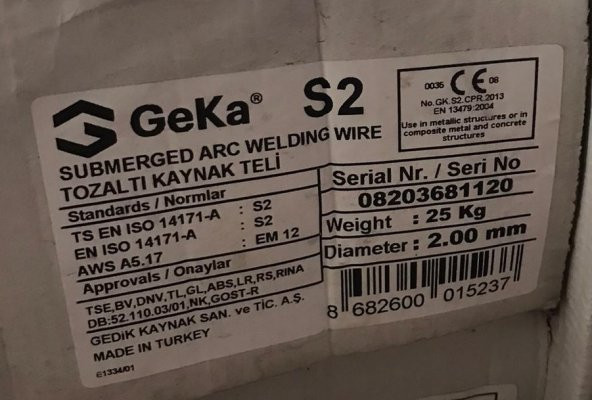 GeKa® S2
SUBMERGED ARC WELDING WIRE
TOZALTI KAYNAK TELİ
Standards / Normlar
TS EN ISO 14171-A : S2
EN ISO 14171-A : S2
AWS A5.17 : EM 12
Approvals / Onaylar
TSE,BV,DNV,TL,GL,ABS,LR,RS,RINA
DB:52.110.03/01,NK,GOST-R
GEDİK KAYNAK SAN. ve TİC. A.Ş.
MADE IN TURKEY
E1334/01
0035 CE 08
No.GK.S2.CPR.2013
EN 13479:2004
Use in metallic structures or in
composite metal and concrete
structures
Serial Nr. / Seri No
08203681120
Weight : 25 Kg
Diameter : 2.00 mm
8 682600 015237